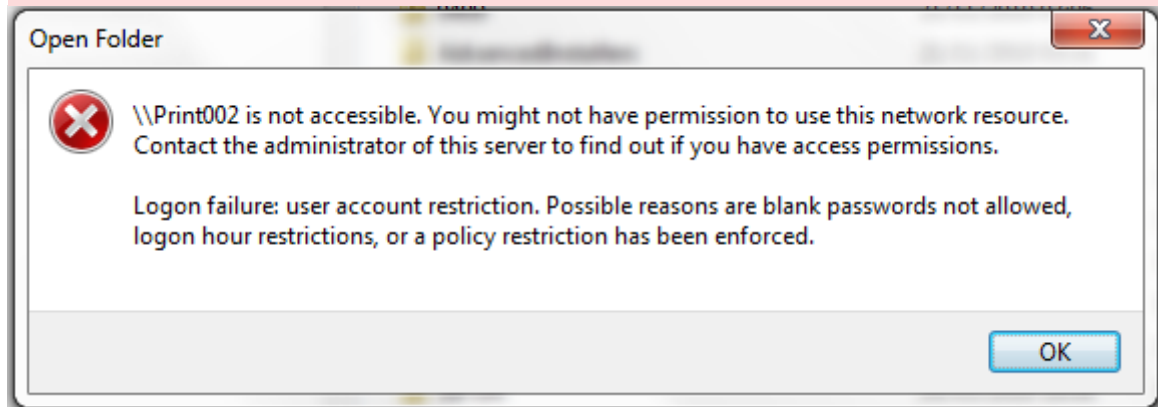 Open Folder
\\Print002 is not accessible. You might not have permission to use this network resource.
Contact the administrator of this server to find out if you have access permissions.
Logon failure: user account restriction. Possible reasons are blank passwords not allowed,
logon hour restrictions, or a policy restriction has been enforced.
OK